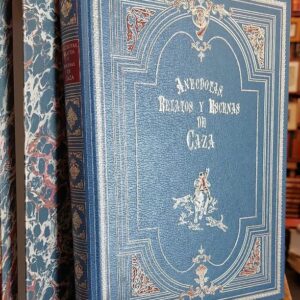 Anecdotas,
Relatos y Escenas
de
Caza